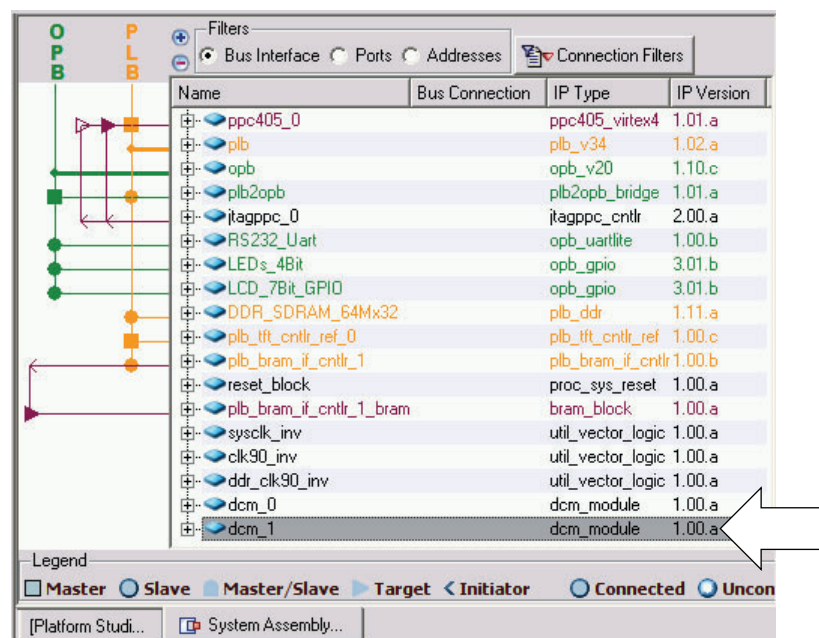 OPB PLB
Filters
Bus Interface Ports Addresses Connection Filters
Name Bus Connection IP Type IP Version
ppc405_0 ppc405_virtex4 1.01.a
plb plb_v34 1.02.a
opb opb_v20 1.10.c
plb2opb plb2opb_bridge 1.01.a
jtagppc_0 jtagppc_cntlr 2.00.a
RS232_Uart opb_uartlite 1.00.b
LEDs_4Bit opb_gpio 3.01.b
LCD_7Bit_GPIO opb_gpio 3.01.b
DDR_SDRAM_64Mx32 plb_ddr 1.11.a
plb_tft_cntlr_ref_0 plb_tft_cntlr_ref 1.00.c
plb_bram_if_cntlr_1 plb_bram_if_cntlr 1.00.b
reset_block proc_sys_reset 1.00.a
plb_bram_if_cntlr_1_bram bram_block 1.00.a
sysclk_inv util_vector_logic 1.00.a
clk90_inv util_vector_logic 1.00.a
ddr_clk90_inv util_vector_logic 1.00.a
dcm_0 dcm_module 1.00.a
dcm_1 dcm_module 1.00.a
Legend
Master Slave Master/Slave Target Initiator Connected Uncon
[Platform Studi... System Assembly...